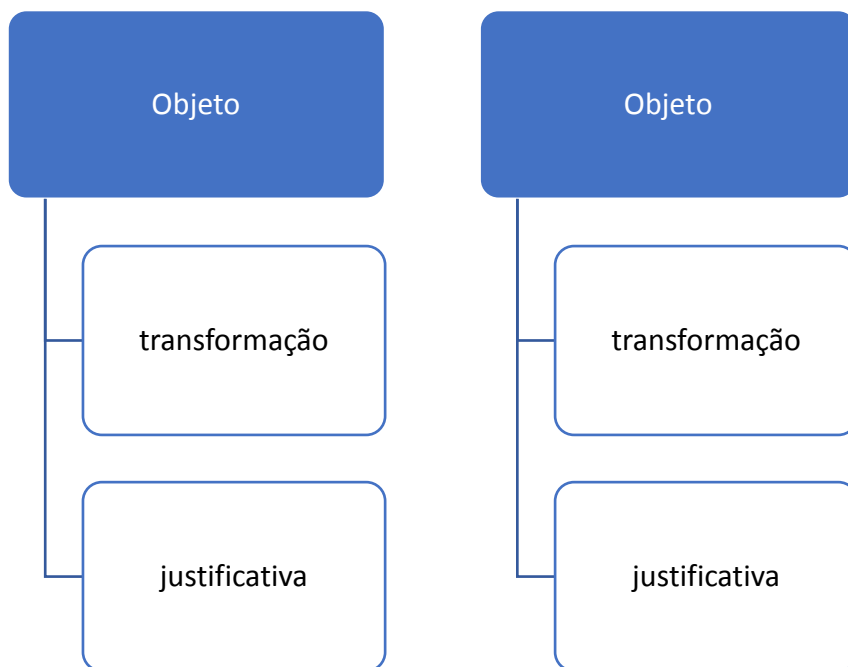 Objeto
transformação
justificativa
Objeto
transformação
justificativa